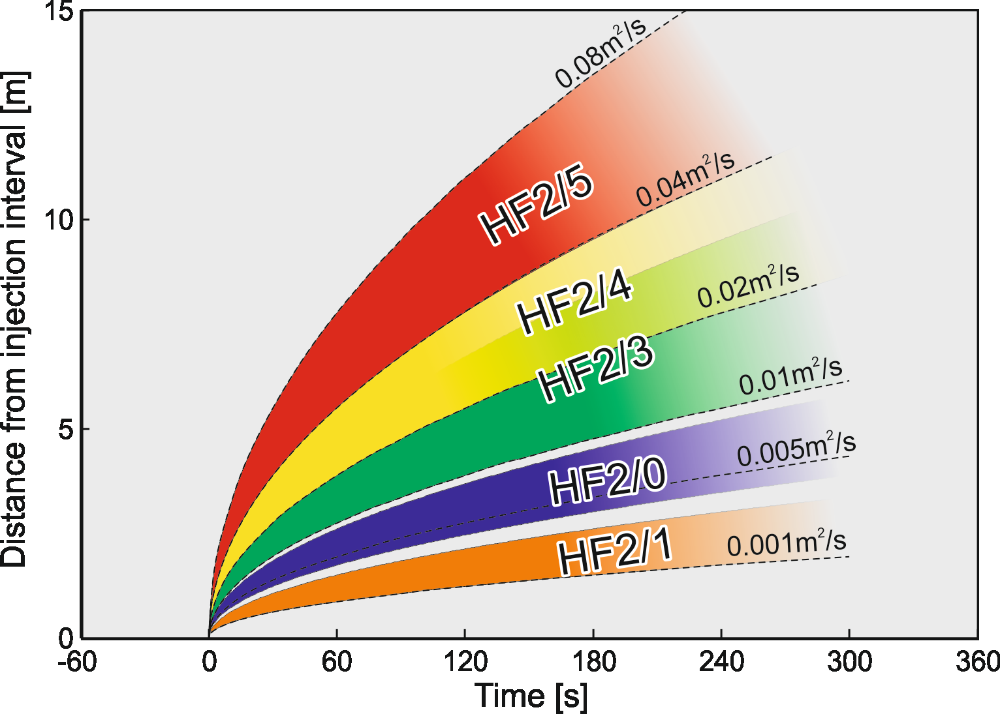 15
10
5
0
Distance from injection interval [m]
0.08m²/s
HF2/5
0.04m²/s
HF2/4
0.02m²/s
HF2/3
0.01m²/s
HF2/0
0.005m²/s
HF2/1
0.001m²/s
-60 0 60 120 180 240 300 360
Time [s]